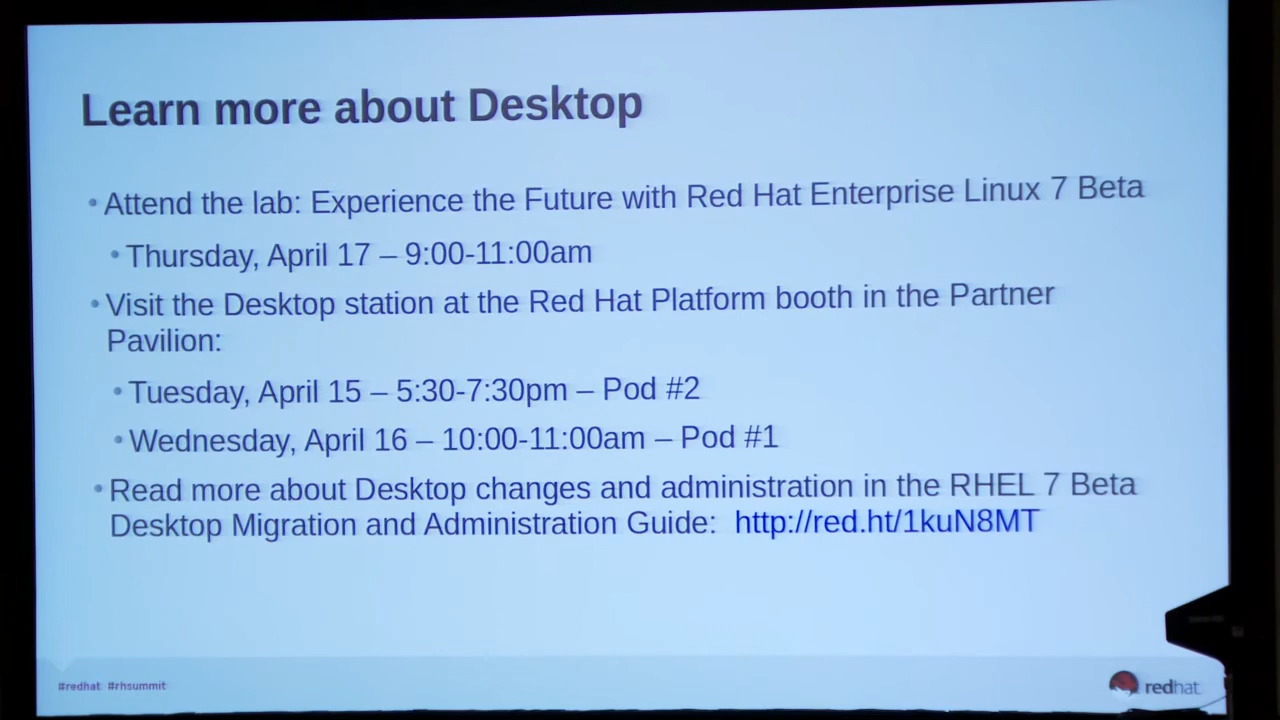 Learn more about Desktop
• Attend the lab: Experience the Future with Red Hat Enterprise Linux 7 Beta
• Thursday, April 17 – 9:00-11:00am
• Visit the Desktop station at the Red Hat Platform booth in the Partner
Pavilion:
• Tuesday, April 15 – 5:30-7:30pm – Pod #2
• Wednesday, April 16 – 10:00-11:00am – Pod #1
• Read more about Desktop changes and administration in the RHEL 7 Beta
Desktop Migration and Administration Guide: http://red.ht/1kuN8MT
#redhat #rhsummit
redhat